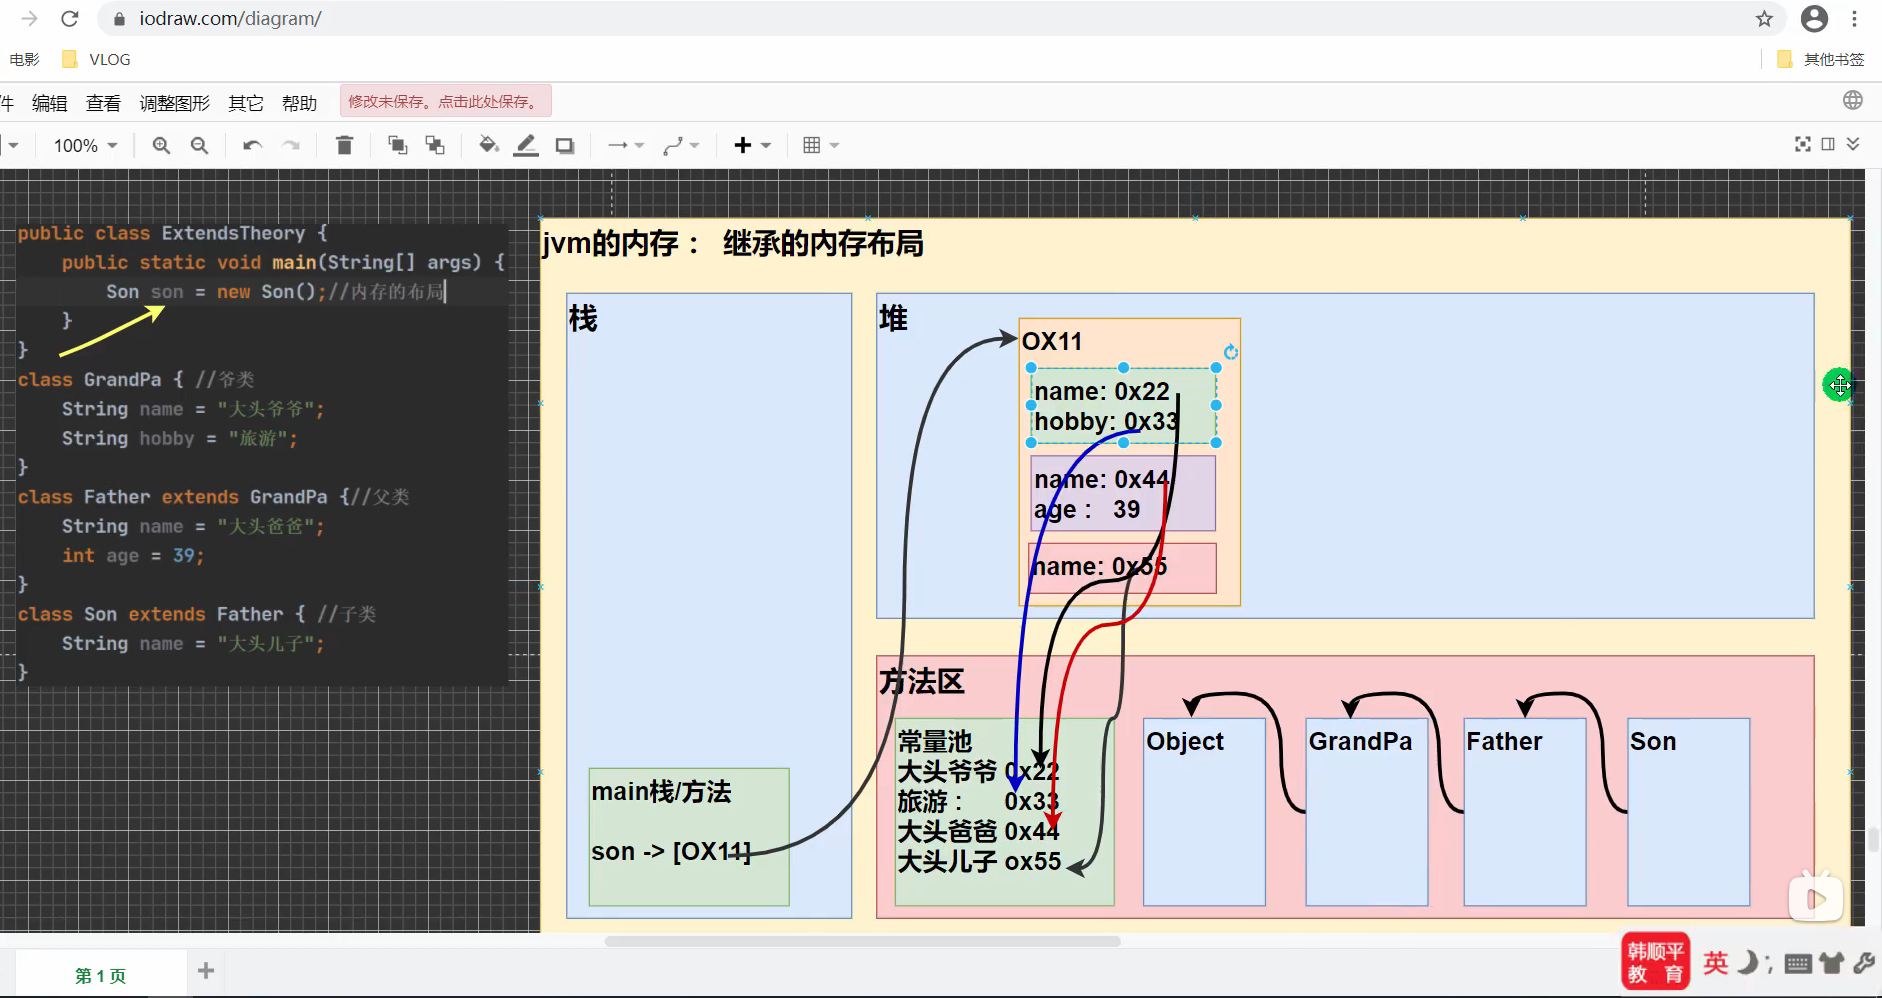 iodraw.com/diagram/
电影 VLOG 其他书签
件 编辑 查看 调整图形 其它 帮助 修改未保存。点击此处保存。
100%
public class ExtendsTheory {
public static void main(String[] args) {
Son son = new Son();//内存的布局
}
}
class GrandPa { //爷类
String name = "大头爷爷";
String hobby = "旅游";
}
class Father extends GrandPa {//父类
String name = "大头爸爸";
int age = 39;
}
class Son extends Father { //子类
String name = "大头儿子";
}
jvm的内存： 继承的内存布局
栈
main栈/方法
son -> [OX11]
堆
OX11
name: 0x22
hobby: 0x33
name: 0x44
age： 39
name: 0x55
方法区
常量池
大头爷爷 0x22
旅游： 0x33
大头爸爸 0x44
大头儿子 ox55
Object
GrandPa
Father
Son
第 1 页
韩顺平
教 育
英